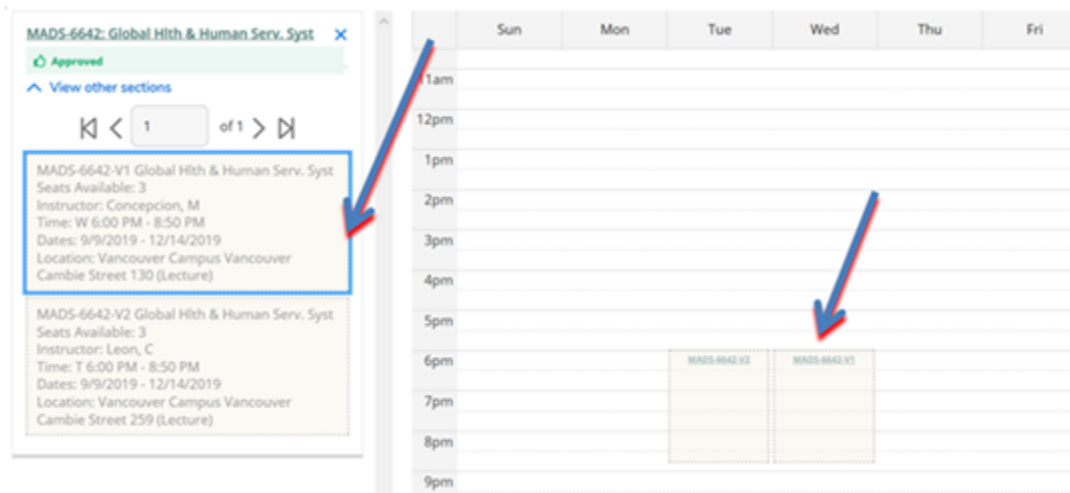 MADS-6642: Global Hlth & Human Serv. Syst
Approved
View other sections
1 of 1
MADS-6642-V1 Global Hlth & Human Serv. Syst
Seats Available: 3
Instructor: Concepcion, M
Time: W 6:00 PM - 8:50 PM
Dates: 9/9/2019 - 12/14/2019
Location: Vancouver Campus Vancouver
Cambie Street 130 (Lecture)
MADS-6642-V2 Global Hlth & Human Serv. Syst
Seats Available: 3
Instructor: Leon, C
Time: T 6:00 PM - 8:50 PM
Dates: 9/9/2019 - 12/14/2019
Location: Vancouver Campus Vancouver
Cambie Street 259 (Lecture)
Sun Mon Tue Wed Thu Fri
11am
12pm
1pm
2pm
3pm
4pm
5pm
6pm MADS-6642-V2 MADS-6642-V1
7pm
8pm
9pm